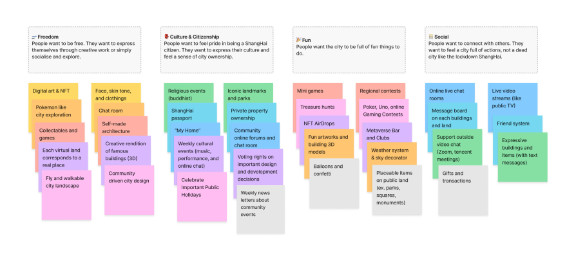 Freedom
People want to be free. They want to express
themselves through creative work or simply
socialise and explore.
Culture & Citizenship
People want to feel pride in being a ShangHai
citizen. They want to express their culture and
feel a sense of city ownership.
Fun
People want the city to be full of fun things to
do.
Social
People want to connect with others. They
want to feel a city full of actions, not a dead
city like the lockdown ShangHai.
Digital art & NFT
Pokemon like
city exploration
Collectables and
games
Each virtual land
corresponds to a
real place
Fly and walkable
city landscape
Food, skin tone,
and clothings
Chat room
Self-made
architecture
Creative rendition
of famous
buildings (3D)
Community
driven city design
Religious events
(buddhist)
Shanghai
passport
"My Home"
Weekly cultural
events (music,
performance, and
online chat)
Celebrate
Important Public
Holidays
Iconic landmarks
and parks
Private property
ownership
Community
online forums and
chat room
Voting rights on
important design
and development
decisions
Weekly news
letters about
community
events
Mini games
Treasure hunts
NFT AirDrops
Fun artworks and
building 3D
models
Balloons and
confetti
Regional contests
Poker, Uno, online
Gaming Contests
Metaverse Bar
and Clubs
Weather system
& sky decorator
Placeable items
on public land
(ex. parks,
squares,
monuments)
Online live chat
rooms
Message board
on each buildings
and land
Support outside
video chat
(Zoom, tencent
meetings)
Gifts and
transactions
Live video
streams (like
public TV)
Friend system
Expressive
buildings and
items (with text
messages)